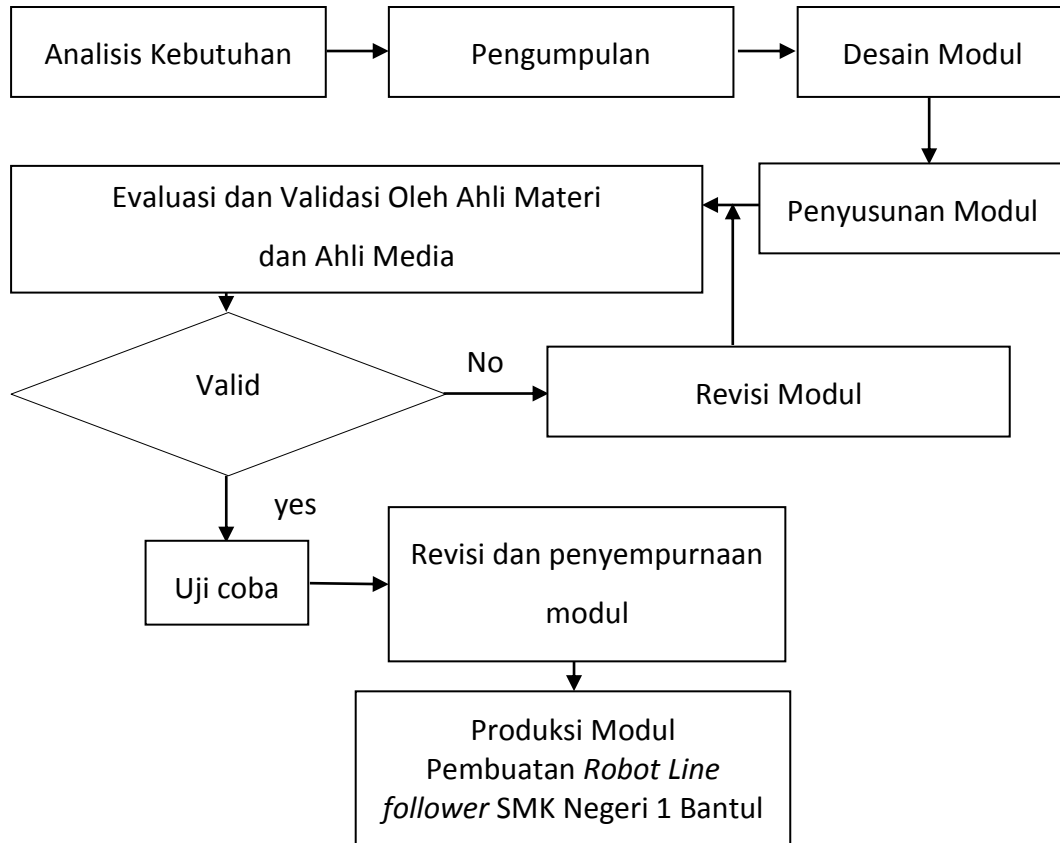 Analisis Kebutuhan
Pengumpulan
Desain Modul
Evaluasi dan Validasi Oleh Ahli Materi
dan Ahli Media
Penyusunan Modul
Valid
No
Revisi Modul
yes
Uji coba
Revisi dan penyempurnaan
modul
Produksi Modul
Pembuatan Robot Line
follower SMK Negeri 1 Bantul